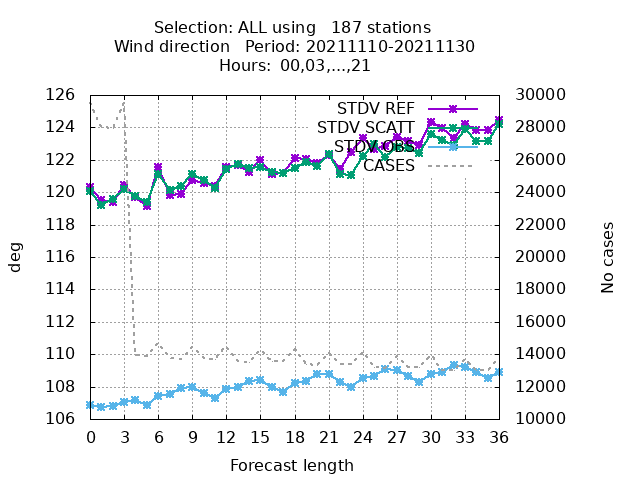 Selection: ALL using   187 stations
Wind direction   Period: 20211110-20211130
Hours: 00,03,...,21
126 30000
STDV REF
124 28000
STDV SCATT
STDV OBS
122 26000
CASES
120 24000
118 22000
116 20000
114 18000
112 16000
110 14000
108 12000
106 10000
deg
No cases
0 3 6 9 12 15 18 21 24 27 30 33 36
Forecast length